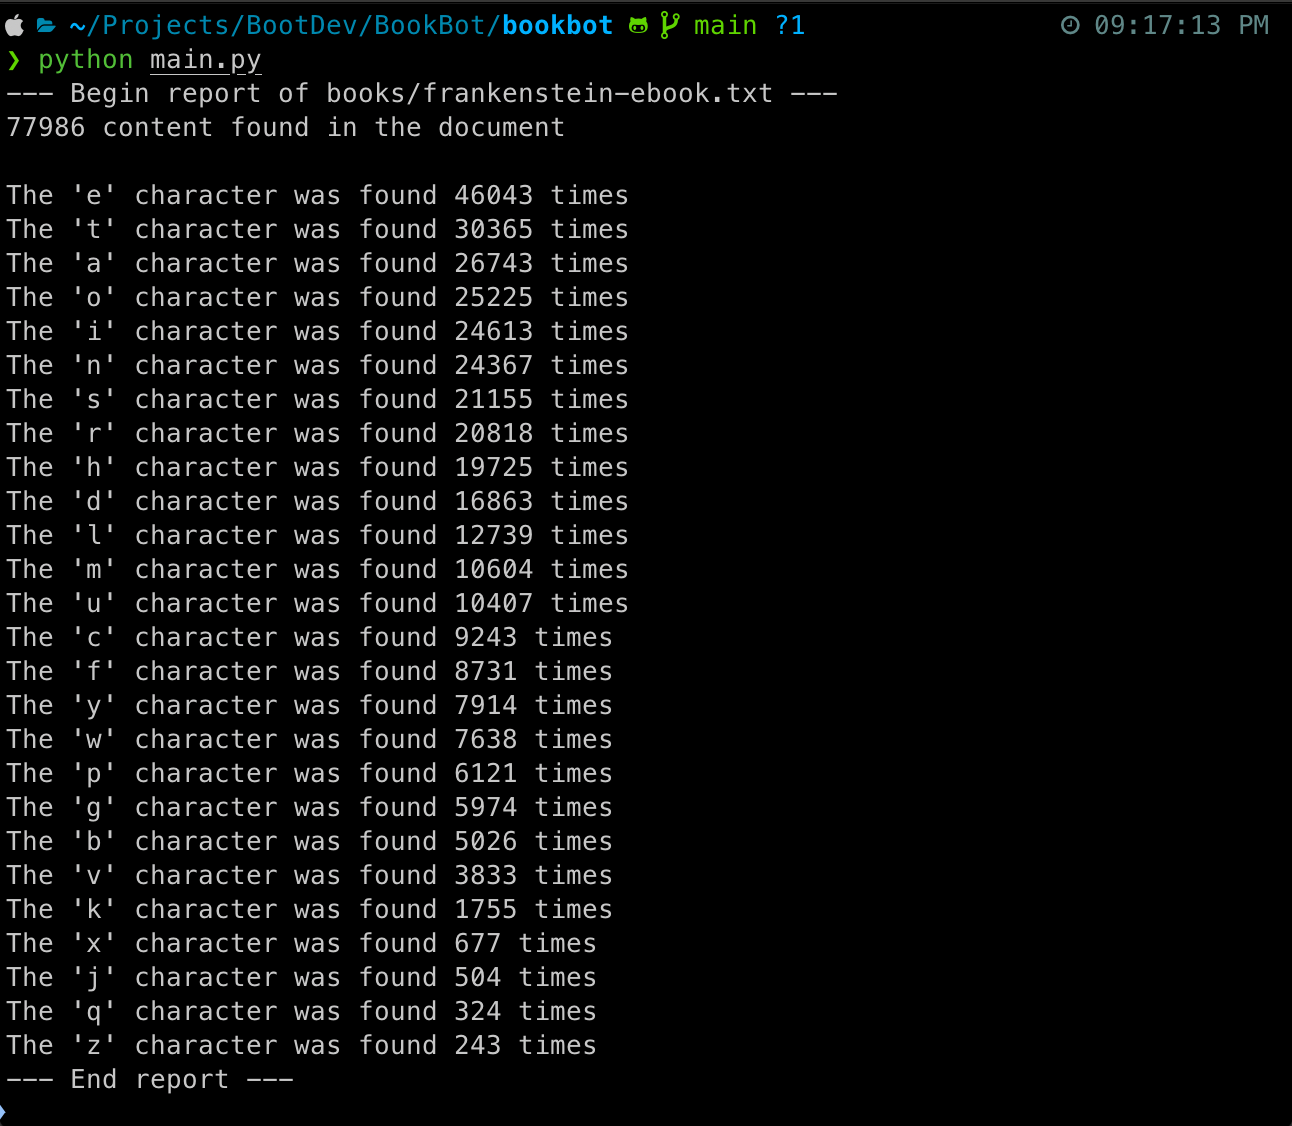 ~/Projects/BootDev/BookBot/bookbot main ?1 09:17:13 PM
❯ python main.py
--- Begin report of books/frankenstein-ebook.txt ---
77986 content found in the document

The 'e' character was found 46043 times
The 't' character was found 30365 times
The 'a' character was found 26743 times
The 'o' character was found 25225 times
The 'i' character was found 24613 times
The 'n' character was found 24367 times
The 's' character was found 21155 times
The 'r' character was found 20818 times
The 'h' character was found 19725 times
The 'd' character was found 16863 times
The 'l' character was found 12739 times
The 'm' character was found 10604 times
The 'u' character was found 10407 times
The 'c' character was found 9243 times
The 'f' character was found 8731 times
The 'y' character was found 7914 times
The 'w' character was found 7638 times
The 'p' character was found 6121 times
The 'g' character was found 5974 times
The 'b' character was found 5026 times
The 'v' character was found 3833 times
The 'k' character was found 1755 times
The 'x' character was found 677 times
The 'j' character was found 504 times
The 'q' character was found 324 times
The 'z' character was found 243 times
--- End report ---